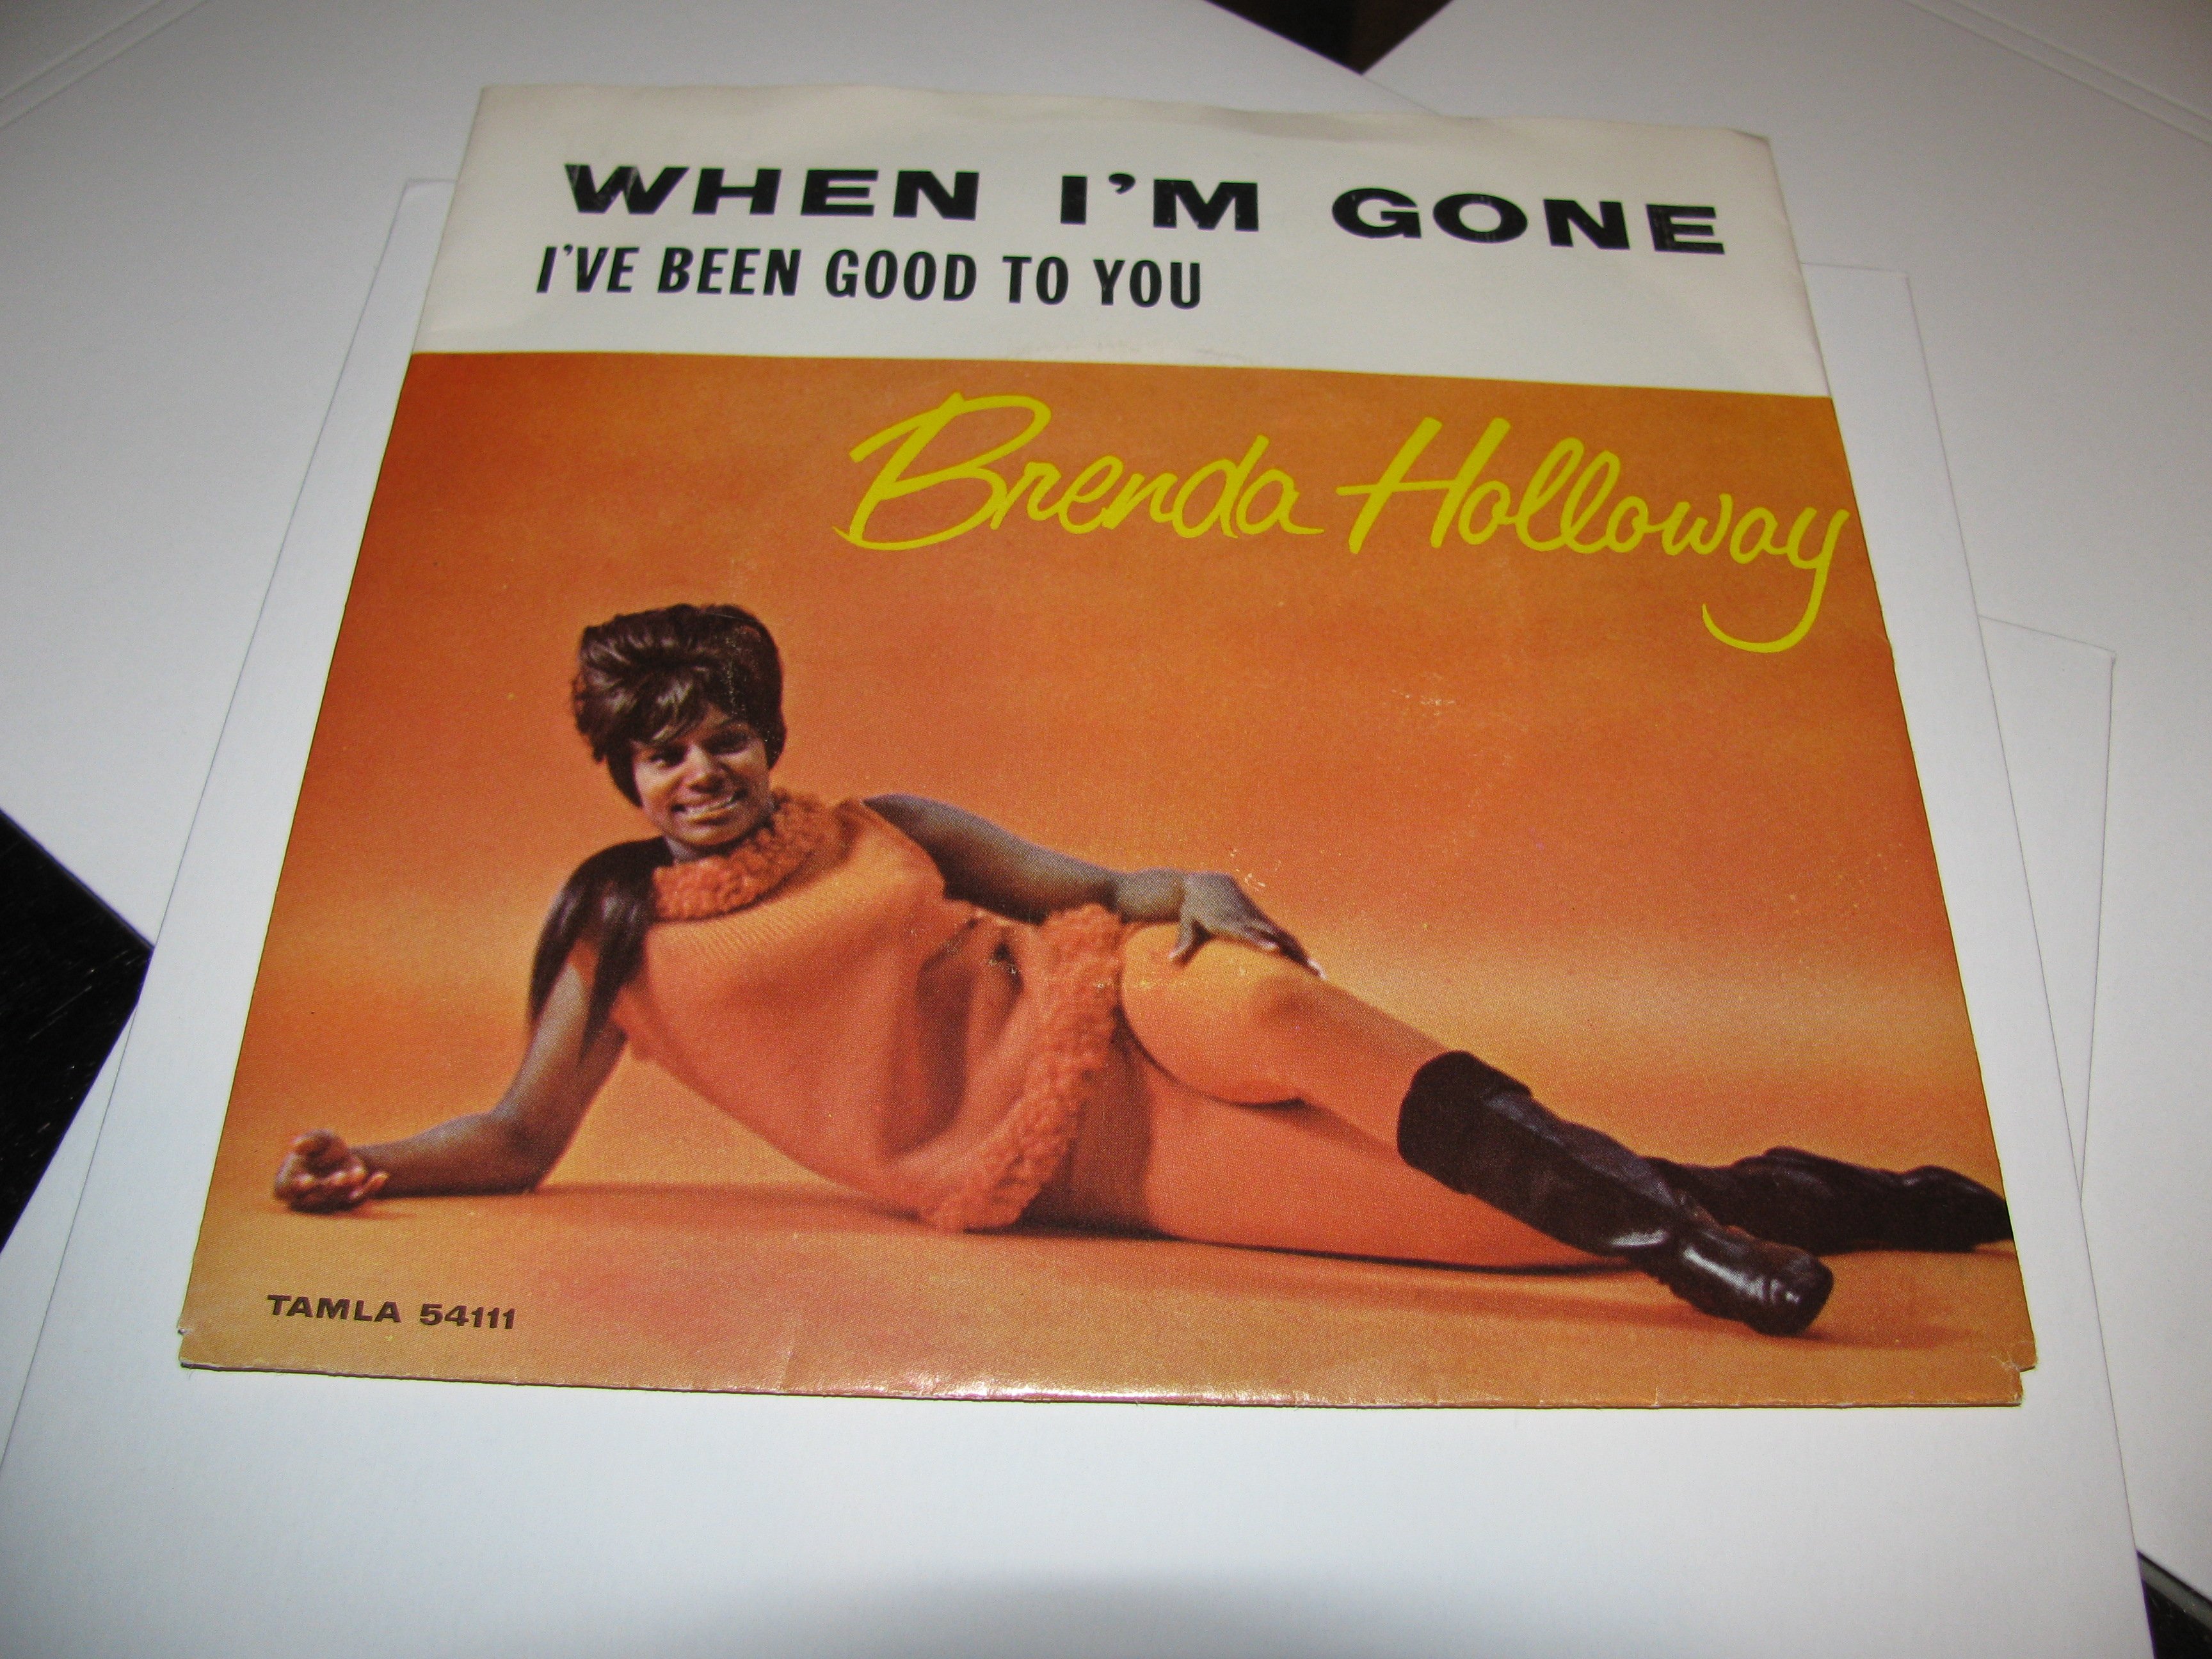 WHEN I'M GONE
I'VE BEEN GOOD TO YOU
Brenda Holloway
TAMLA 54111